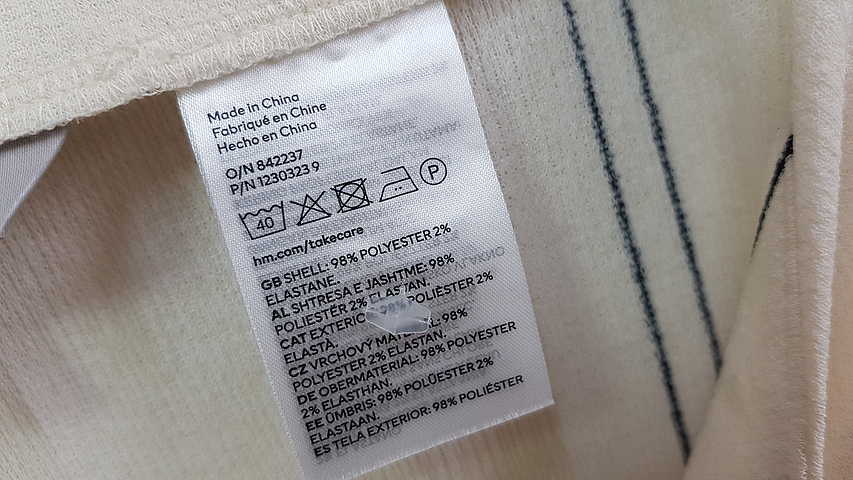 Made in China
Fabriqué en Chine
Hecho en China
O/N 842237
P/N 1230323 9
40
P
hm.com/takecare
GB SHELL: 98% POLYESTER 2%
ELASTANE.
AL SHTRESA E JASHTME: 98%
POLIESTËR 2% ELASTAN.
CAT EXTERIOR: 98% POLIÈSTER 2%
ELASTÀ.
CZ VRCHOVÝ MATERIÁL: 98%
POLYESTER 2% ELASTAN.
DE OBERMATERIAL: 98% POLYESTER
2% ELASTHAN.
EE ÜMBRIS: 98% POLÜESTER 2%
ELASTAAN.
ES TELA EXTERIOR: 98% POLIÉSTER